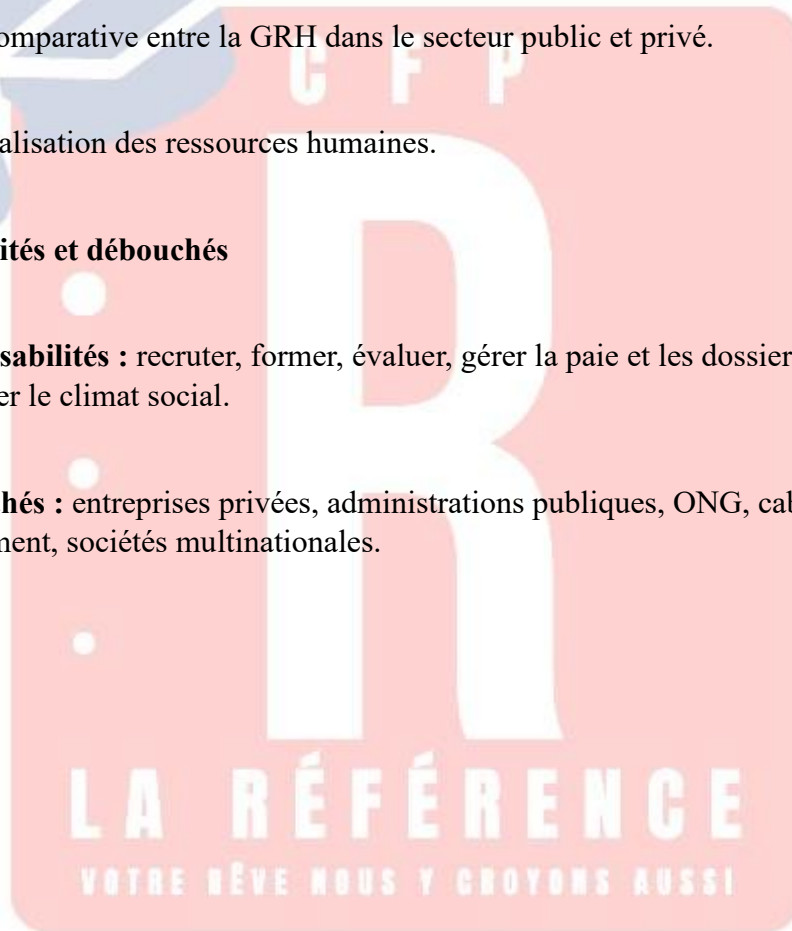 omparative entre la GRH dans le secteur public et privé.
C F P
alisation des ressources humaines.
ités et débouchés
sabilités : recruter, former, évaluer, gérer la paie et les dossier
er le climat social.
hés : entreprises privées, administrations publiques, ONG, cab
ment, sociétés multinationales.
R
LA RÉFÉRENCE
VOTRE RÊVE NOUS Y CROYONS AUSSI